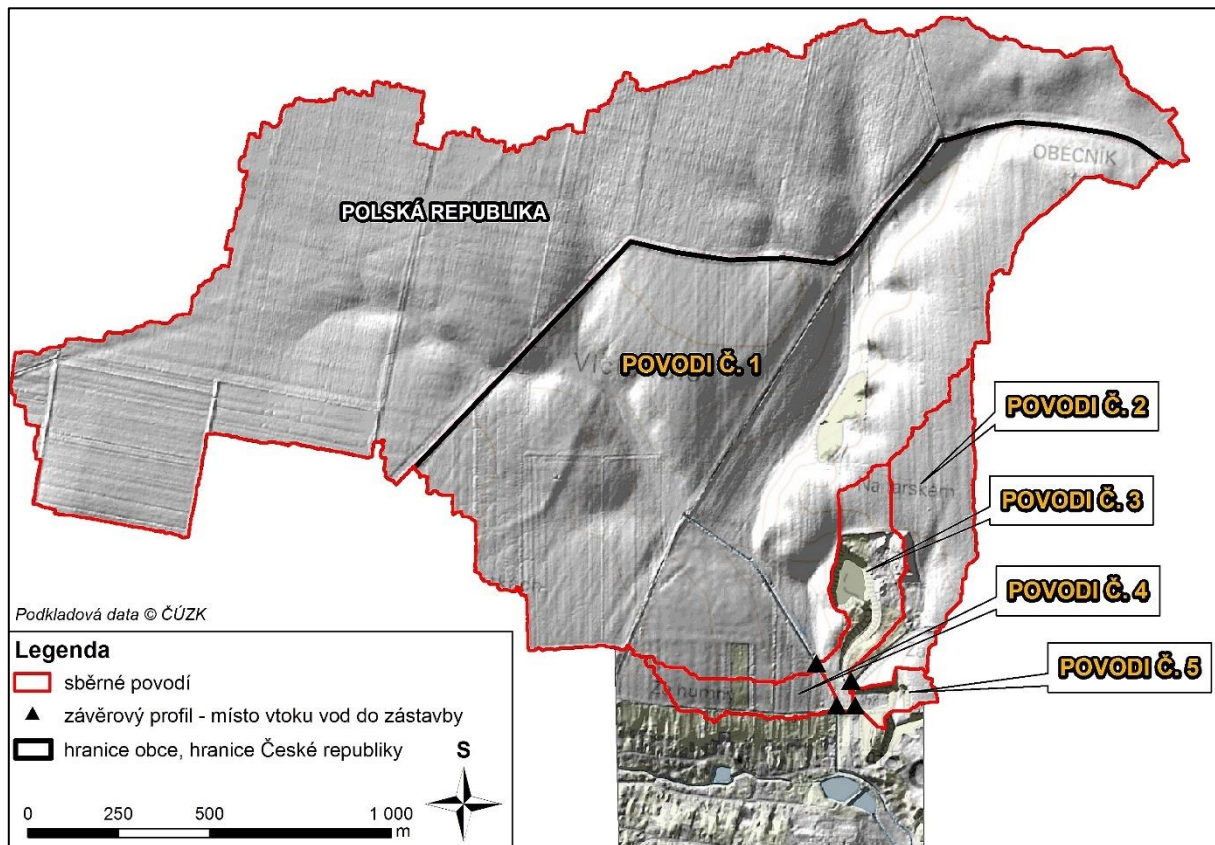 OBECNÍK
POLSKÁ REPUBLIKA
POVODI Č. 1
POVODI Č. 2
POVODI Č. 3
POVODI Č. 4
POVODI Č. 5
Podkladová data © ČÚZK
Legenda
sběrné povodí
závěrový profil - místo vtoku vod do zástavby
hranice obce, hranice České republiky
S
0 250 500 1 000
m